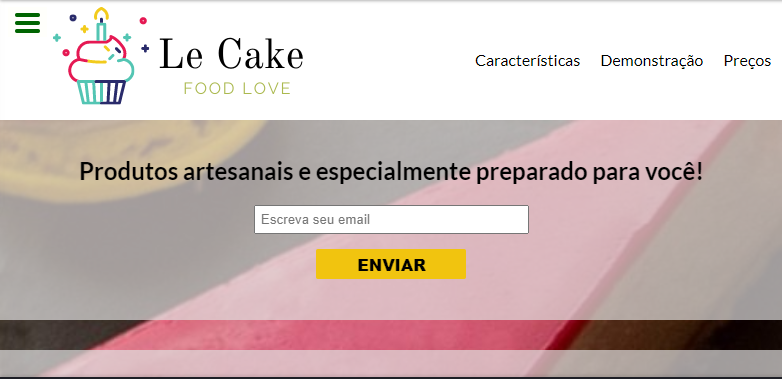 Le Cake
FOOD LOVE
Características Demonstração Preços
Produtos artesanais e especialmente preparado para você!
Escreva seu email
ENVIAR